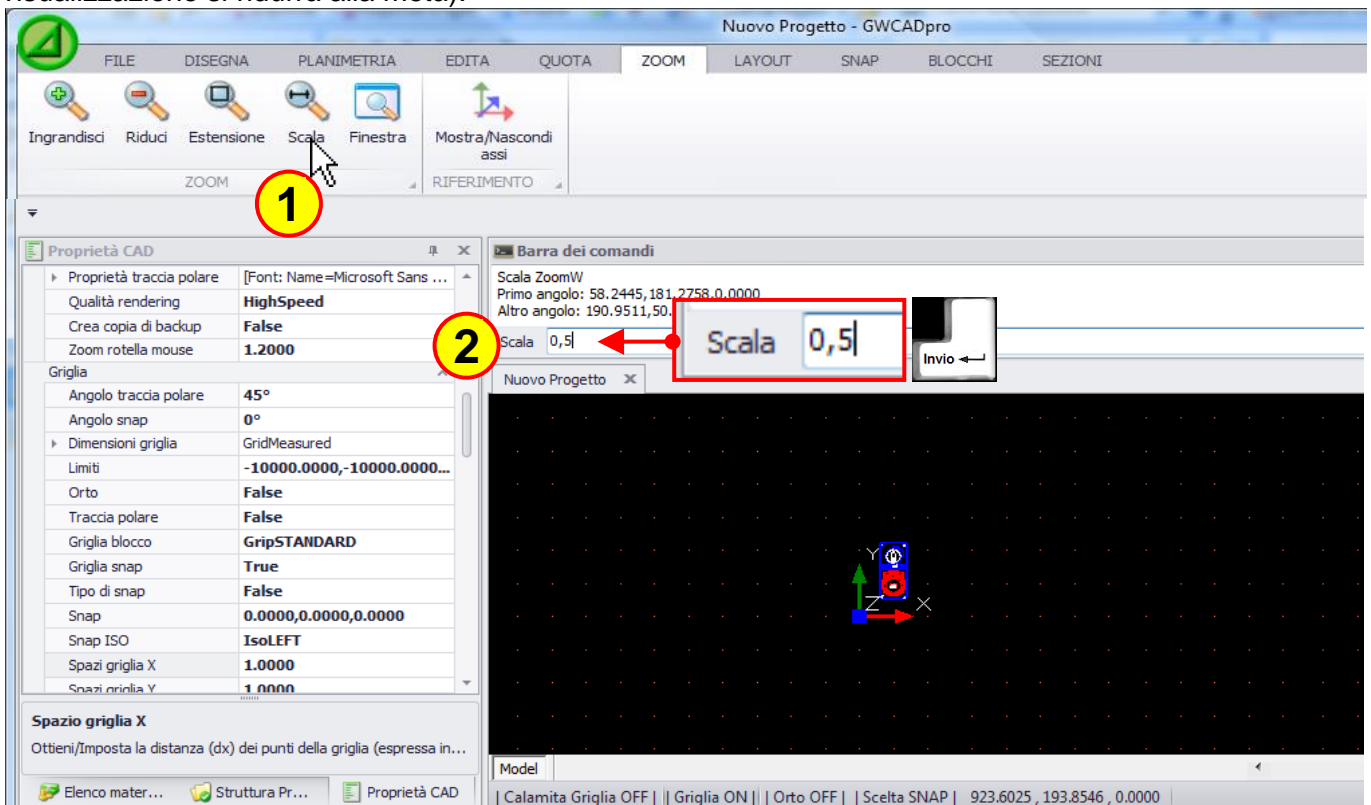 Nuovo Progetto - GWCADpro
FILE DISEGNA PLANIMETRIA EDITA QUOTA ZOOM LAYOUT SNAP BLOCCHI SEZIONI
Ingrandisci Riduci Estensione Scala Finestra Mostra/Nascondi
assi
ZOOM RIFERIMENTO
1
Proprietà CAD
Proprietà traccia polare [Font: Name=Microsoft Sans ...
Qualità rendering HighSpeed
Crea copia di backup False
Zoom rotella mouse 1.2000
Griglia
Angolo traccia polare 45°
Angolo snap 0°
Dimensioni griglia GridMeasured
Limiti -10000.0000,-10000.0000...
Orto False
Traccia polare False
Griglia blocco GripSTANDARD
Griglia snap True
Tipo di snap False
Snap 0.0000,0.0000,0.0000
Snap ISO IsoLEFT
Spazi griglia X 1.0000
Spazi griglia Y 1.0000
Spazio griglia X
Ottieni/Imposta la distanza (dx) dei punti della griglia (espressa in...
Elenco mater... Struttura Pr... Proprietà CAD
Barra dei comandi
Scala ZoomW
Primo angolo: 58.2445,181.2758,0.0000
Altro angolo: 190.9511,50.
2
Scala 0,5
Scala 0,5
Invio
Nuovo Progetto
Y
Z X
Model
| Calamita Griglia OFF | | Griglia ON | | Orto OFF | | Scelta SNAP | 923.6025 , 193.8546 , 0.0000